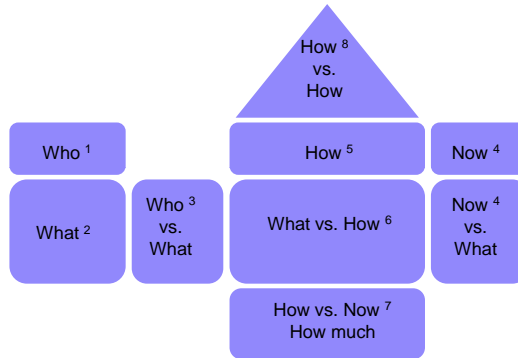 How 8
vs.
How
Who 1
How 5
Now 4
What 2
Who 3
vs.
What
What vs. How 6
Now 4
vs.
What
How vs. Now 7
How much